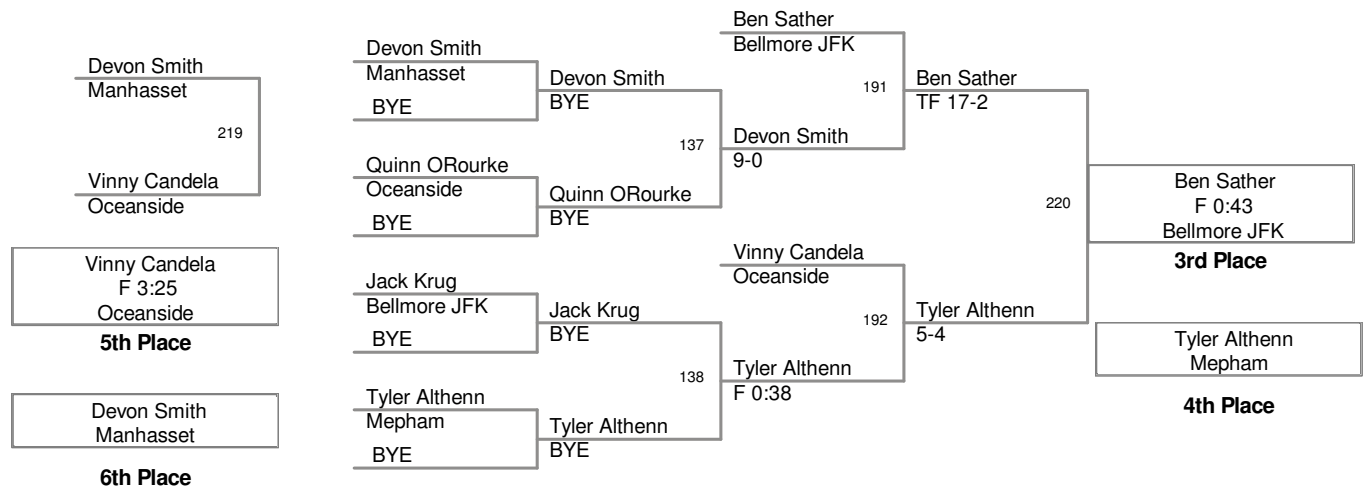 Devon Smith
Manhasset
219
Vinny Candela
Oceanside
Vinny Candela
F 3:25
Oceanside
5th Place
Devon Smith
Manhasset
6th Place
Devon Smith
Manhasset
BYE
Quinn ORourke
Oceanside
BYE
Jack Krug
Bellmore JFK
BYE
Tyler Althenn
Mepham
BYE
Devon Smith
BYE
137
Quinn ORourke
BYE
Jack Krug
BYE
138
Tyler Althenn
BYE
Ben Sather
Bellmore JFK
191
Devon Smith
9-0
Vinny Candela
Oceanside
192
Tyler Althenn
F 0:38
Ben Sather
TF 17-2
220
Tyler Althenn
5-4
Ben Sather
F 0:43
Bellmore JFK
3rd Place
Tyler Althenn
Mepham
4th Place